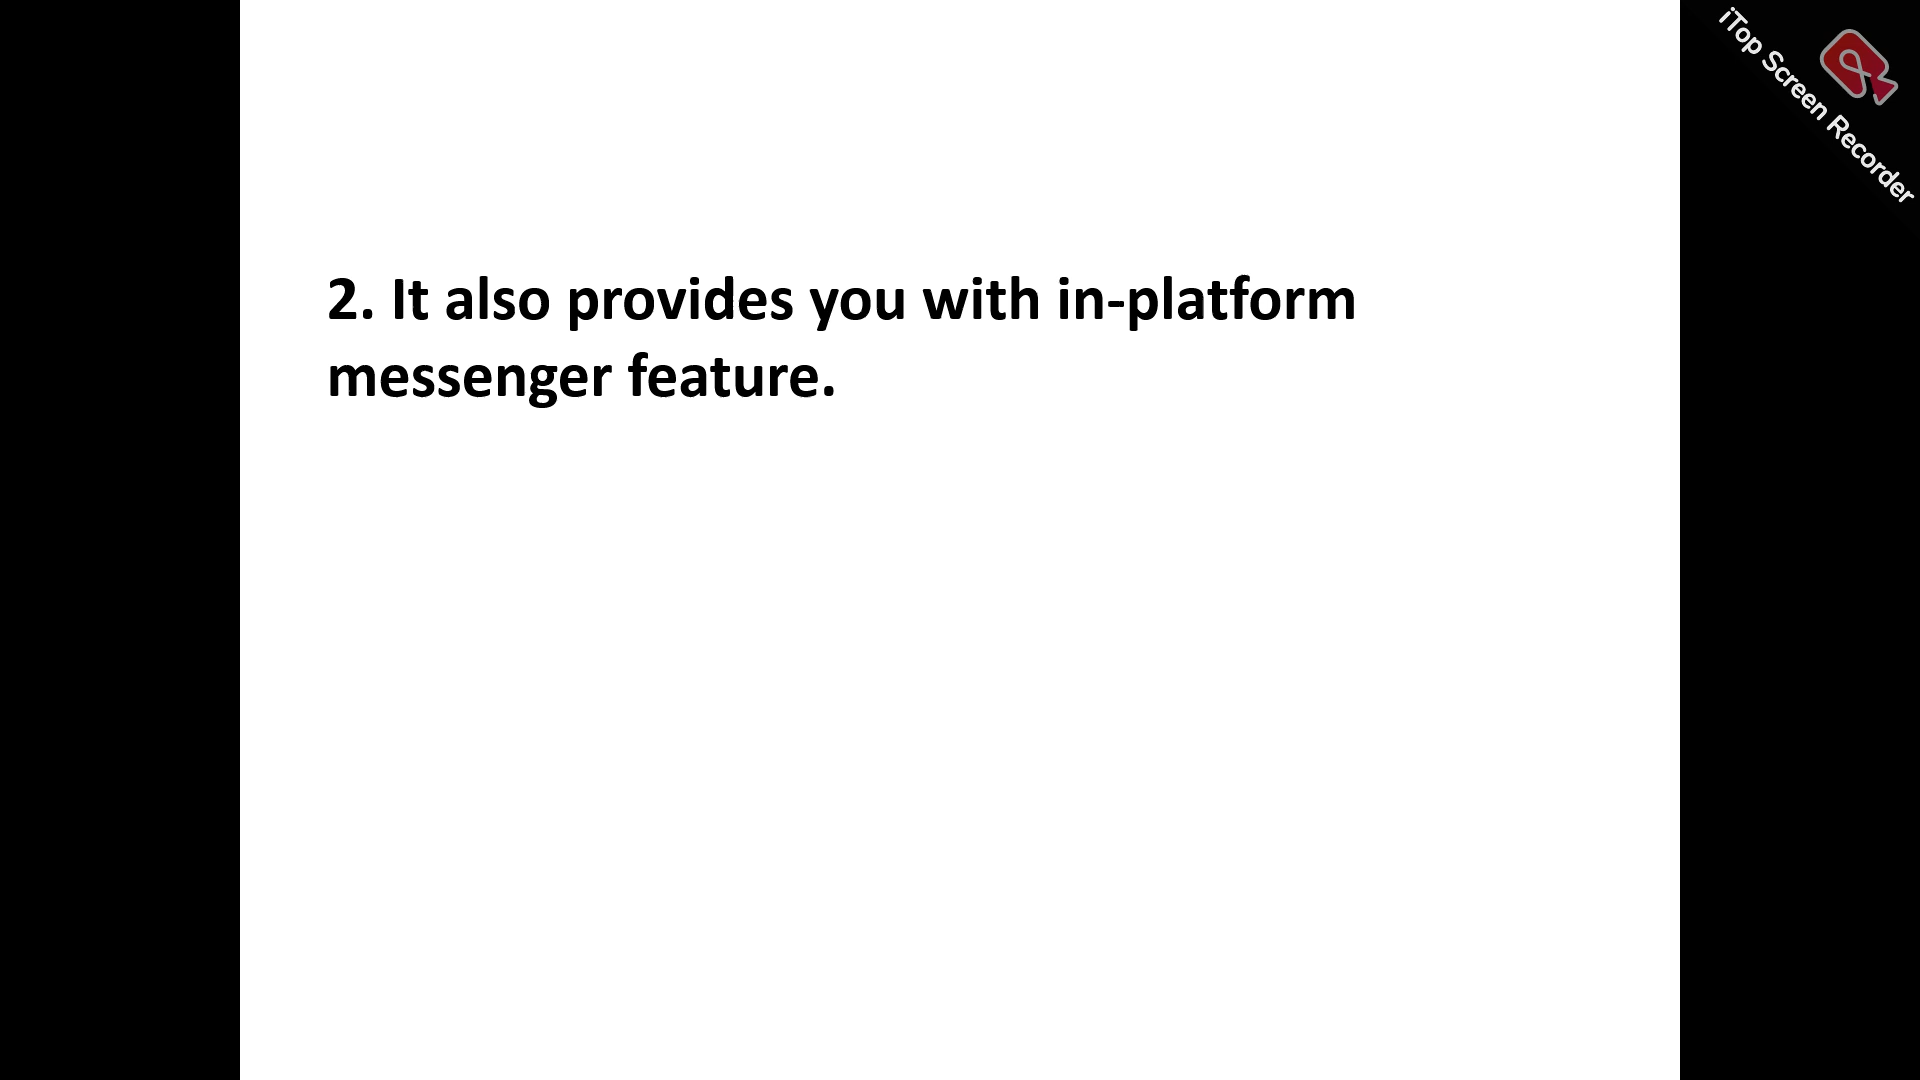 iTop Screen Recorder
2. It also provides you with in-platform
messenger feature.